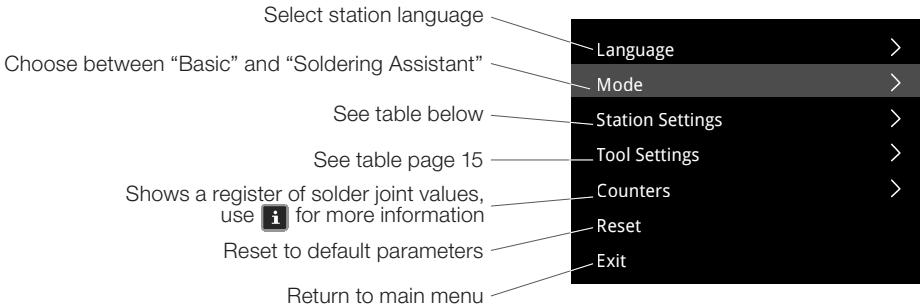 Select station language
Language
Choose between “Basic” and “Soldering Assistant”
Mode
See table below
Station Settings
See table page 15
Tool Settings
Shows a register of solder joint values,
use i for more information
Counters
Reset to default parameters
Reset
Return to main menu
Exit